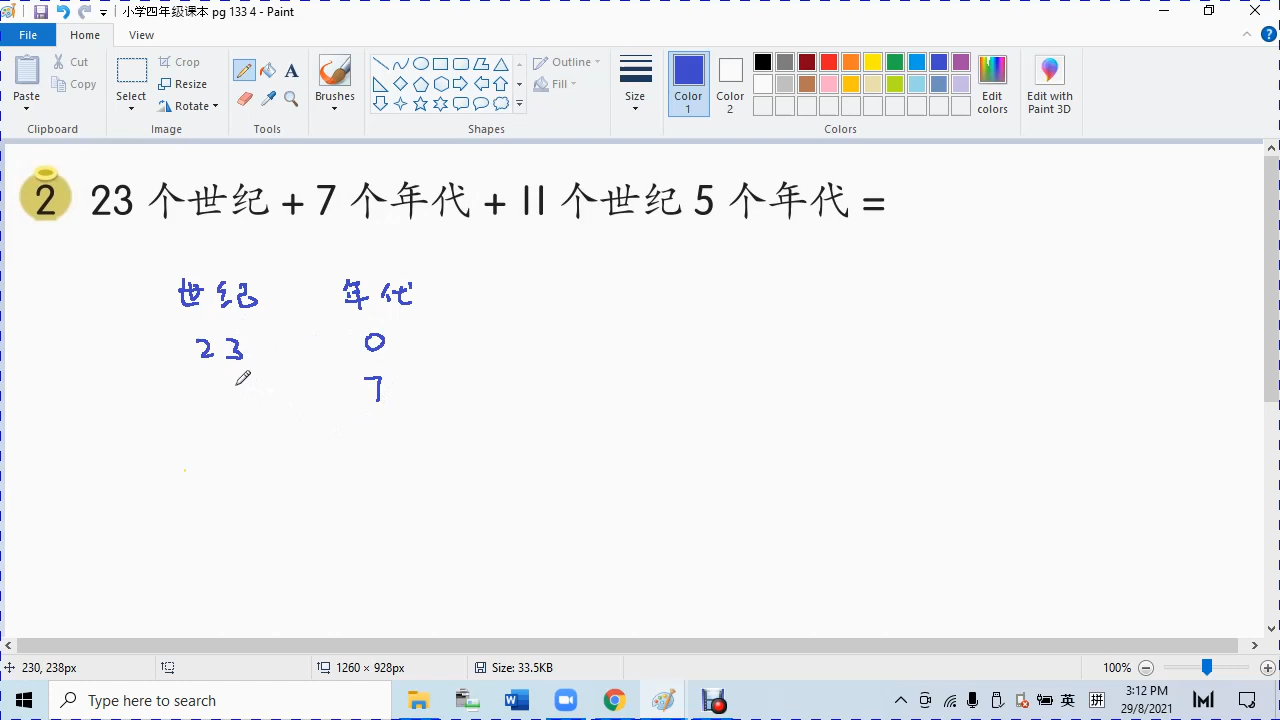 小学四年级课本 pg 133 4 - Paint
File Home View
Paste Cut Copy Clipboard
Select Crop Resize Rotate Image
Tools
Brushes
Shapes Outline Fill
Size
Color 1 Color 2 Colors Edit colors
Edit with Paint 3D
2 23 个世纪 + 7 个年代 + 11 个世纪 5 个年代 =
世纪 年代
23 0
7
230, 238px 1260 × 928px Size: 33.5KB 100%
Type here to search
英 拼 3:12 PM
29/8/2021